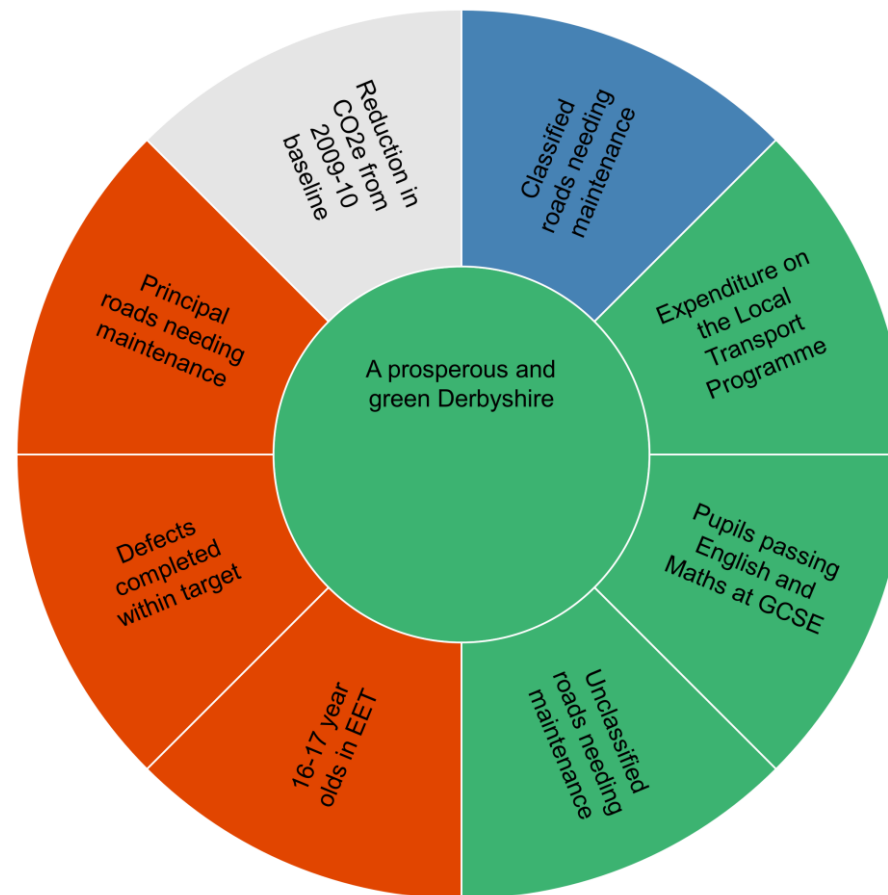 Reduction in
CO2e from
2009-10
baseline
Classified
roads needing
maintenance
Expenditure on
the Local
Transport
Programme
Pupils passing
English and
Maths at GCSE
Unclassified
roads needing
maintenance
16-17 year
olds in EET
Defects
completed
within target
Principal
roads needing
maintenance
A prosperous and
green Derbyshire